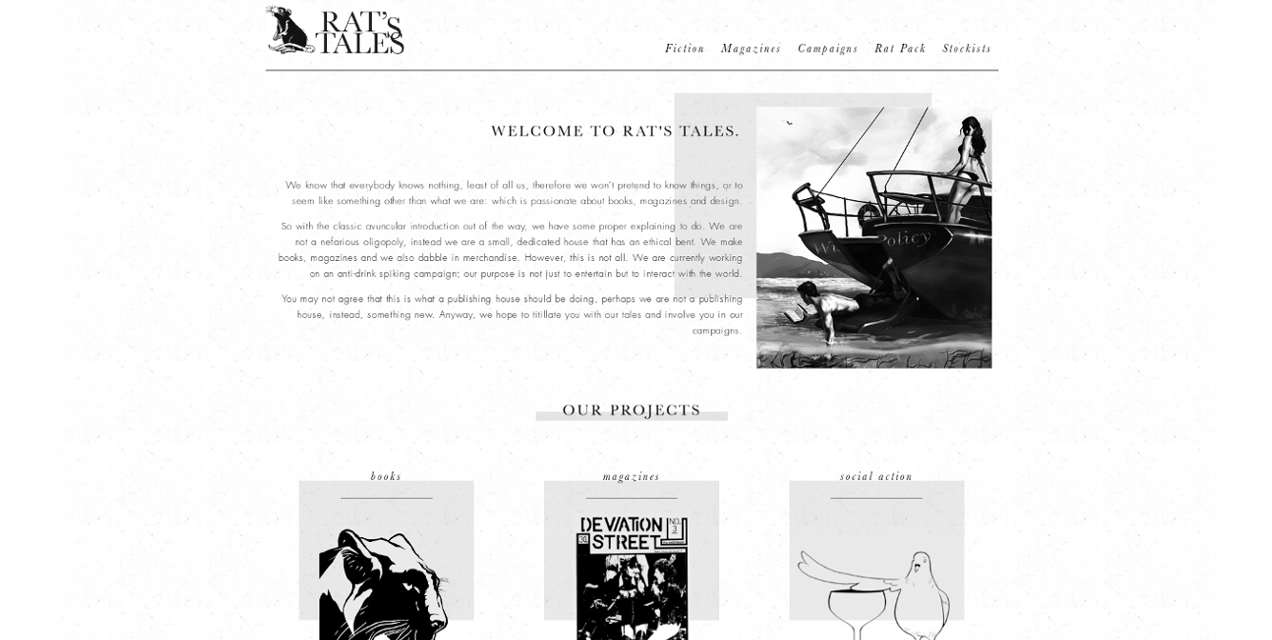 RAT'S
TALES
Fiction Magazines Campaigns Rat Pack Stockists
WELCOME TO RAT'S TALES.
We know that everybody knows nothing, least of all us, therefore we won't pretend to know things, or to
seem like something other than what we are: which is passionate about books, magazines and design.
So with the classic avuncular introduction out of the way, we have some proper explaining to do. We are
not a nefarious oligopoly, instead we are a small, dedicated house that has an ethical bent. We make
books, magazines and we also dabble in merchandise. However, this is not all. We are currently working
on an anti-drink spiking campaign; our purpose is not just to entertain but to interact with the world.
You may not agree that this is what a publishing house should be doing, perhaps we are not a publishing
house, instead, something new. Anyway, we hope to titillate you with our tales and involve you in our
campaigns.
Policy
OUR PROJECTS
books
magazines
social action
DEVIATION
STREET